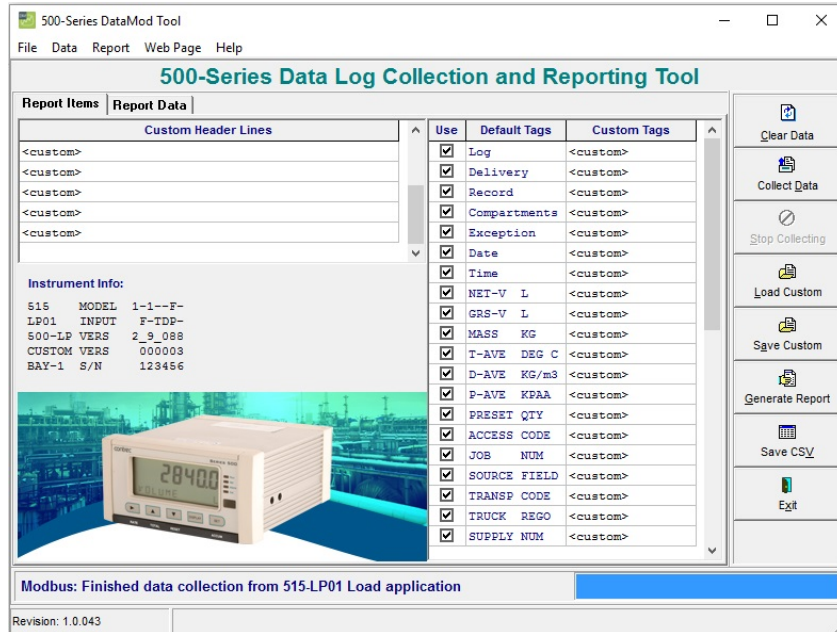 500-Series DataMod Tool
File Data Report Web Page Help
500-Series Data Log Collection and Reporting Tool
Report Items Report Data
Custom Header Lines
<custom>
<custom>
<custom>
<custom>
<custom>
Instrument Info:
515 MODEL 1-1--F-
LP01 INPUT F-TDP-
500-LP VERS 2_9_088
CUSTOM VERS 000003
BAY-1 S/N 123456
2840.0
VOLUME
Use Default Tags Custom Tags
Log <custom>
Delivery <custom>
Record <custom>
Compartments <custom>
Exception <custom>
Date <custom>
Time <custom>
NET-V L <custom>
GRS-V L <custom>
MASS KG <custom>
T-AVE DEG C <custom>
D-AVE KG/m3 <custom>
P-AVE KPAA <custom>
PRESET QTY <custom>
ACCESS CODE <custom>
JOB NUM <custom>
SOURCE FIELD <custom>
TRANSP CODE <custom>
TRUCK REGO <custom>
SUPPLY NUM <custom>
Clear Data
Collect Data
Stop Collecting
Load Custom
Save Custom
Generate Report
Save CSV
Exit
Modbus: Finished data collection from 515-LP01 Load application
Revision: 1.0.043